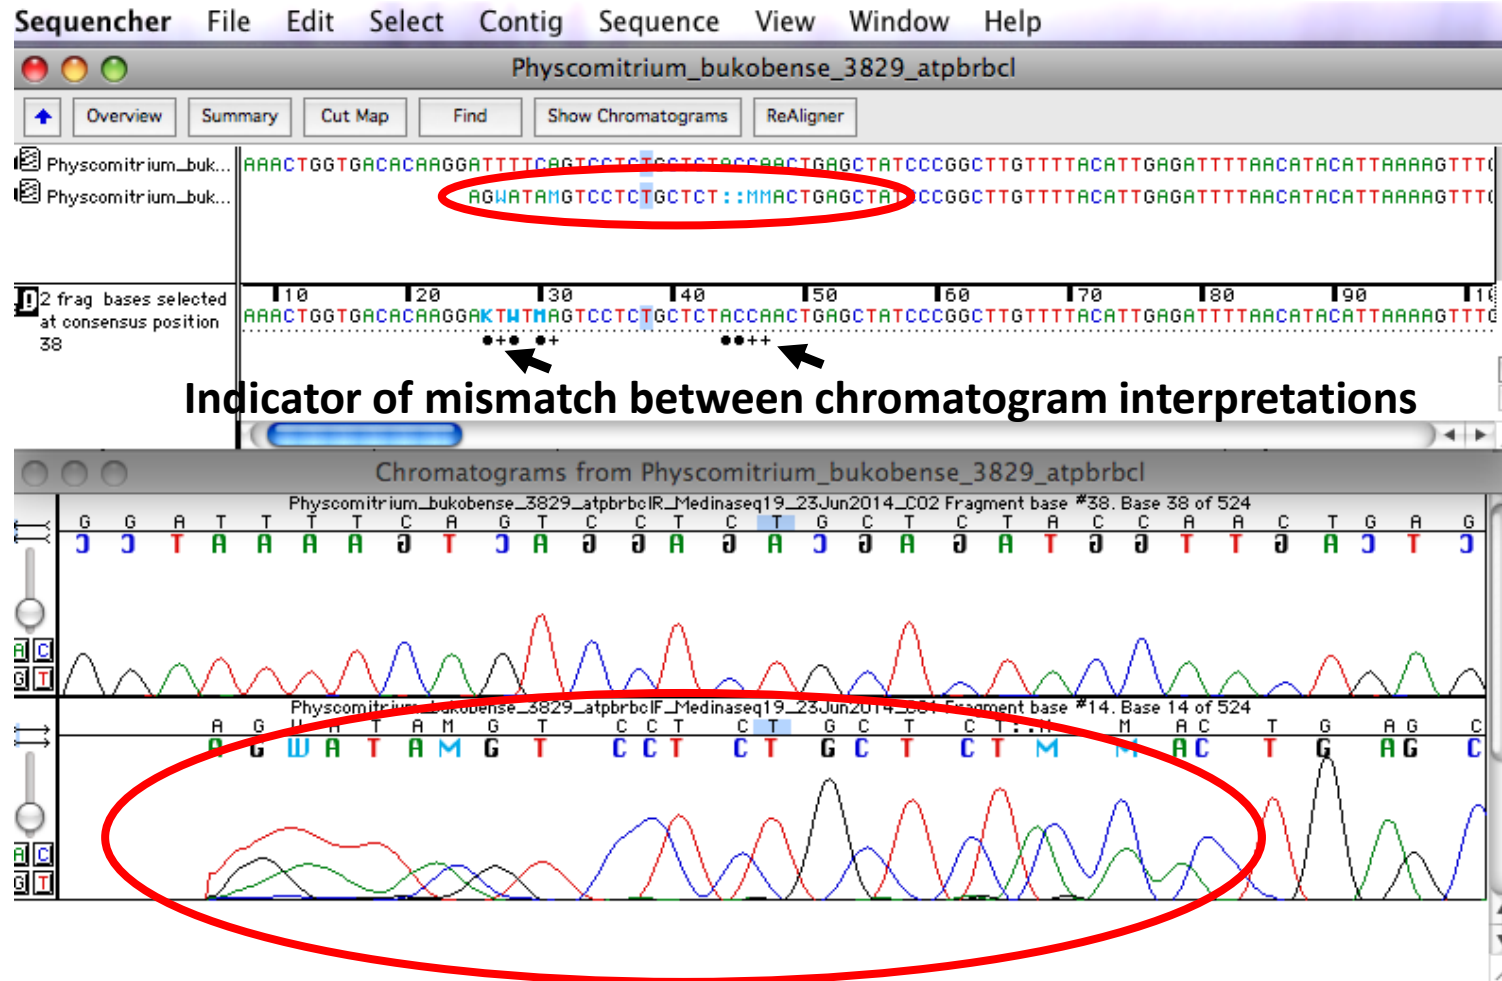 Sequencher File Edit Select Contig Sequence View Window Help
Physcomitrium_bukobense_3829_atpbrbcl
Overview Summary Cut Map Find Show Chromatograms ReAligner
Physcomitrium_buk... AAACTGGTGACACAAGGATTTTCAGTCCTCTGCTCTACCAACTGAGCTATCCCGGCTTGTTTTACATTGAGATTTTAACATACATTAAAAGTTT
Physcomitrium_buk... AGWATAMGTCCTCTGCTCT::MMACTGAGCTATCCCGGCTTGTTTTACATTGAGATTTTAACATACATTAAAAGTTT
10 20 30 40 50 60 70 80 90
2 frag bases selected AAACTGGTGACACAAGGAKTWTMAGTCCTCTGCTCTACCAACTGAGCTATCCCGGCTTGTTTTACATTGAGATTTTAACATACATTAAAAGTTTG
at consensus position
38
Indicator of mismatch between chromatogram interpretations
Chromatograms from Physcomitrium_bukobense_3829_atpbrbcl
Physcomitrium_bukobense_3829_atpbrbclR_Medinaseq19_23Jun2014_C02 Fragment base #38. Base 38 of 524
G G A T T T T C A G T C C T C T G C T C T A C C A A C T G A G
C C T A A A A G T C A G G A G A C G A G A T G G T T G A C T C
A C
G T
Physcomitrium_bukobense_3829_atpbrbclF_Medinaseq19_23Jun2014_C01 Fragment base #14. Base 14 of 524
A G W A T A M G T C C T C T G C T C T : : M M A C T G A G C
A G W A T A M G T C C T C T G C T C T M M A C T G A G C
A C
G T